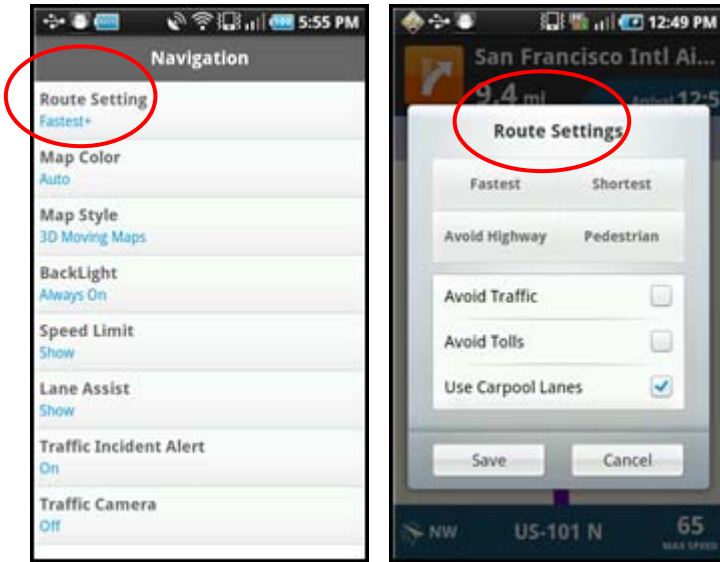 5:55 PM
Navigation
Route Setting
Fastest+
Map Color
Auto
Map Style
3D Moving Maps
BackLight
Always On
Speed Limit
Show
Lane Assist
Show
Traffic Incident Alert
On
Traffic Camera
Off
12:49 PM
San Francisco Intl Ai...
9.4 mi
Arrival 12:5
Route Settings
Fastest Shortest
Avoid Highway Pedestrian
Avoid Traffic
Avoid Tolls
Use Carpool Lanes
Save Cancel
NW US-101 N 65
MAX SPEED